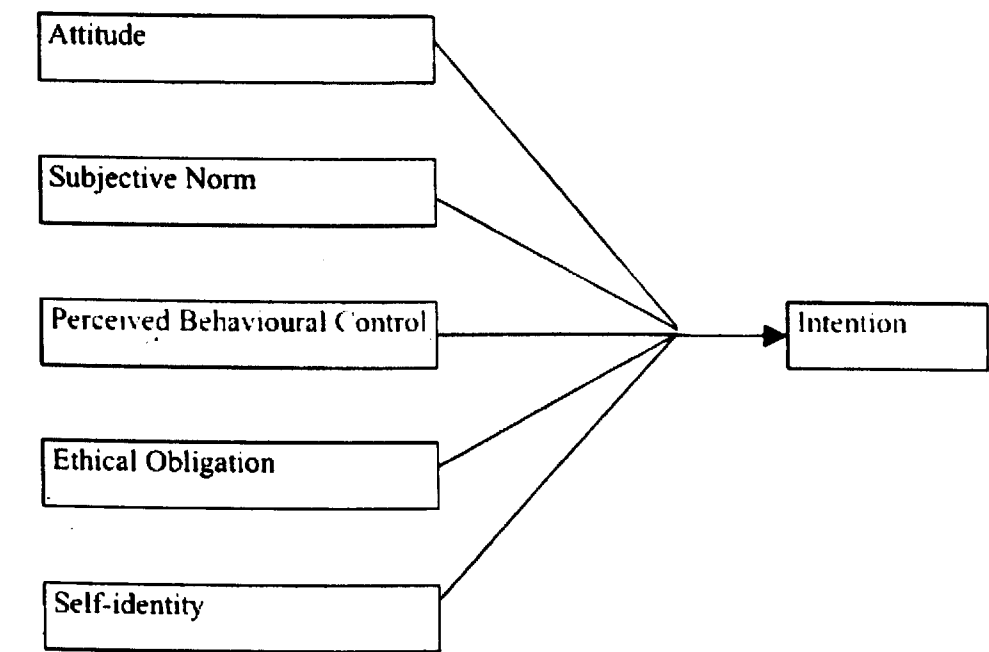 Attitude
Subjective Norm
Perceived Behavioural Control
Intention
Ethical Obligation
Self-identity